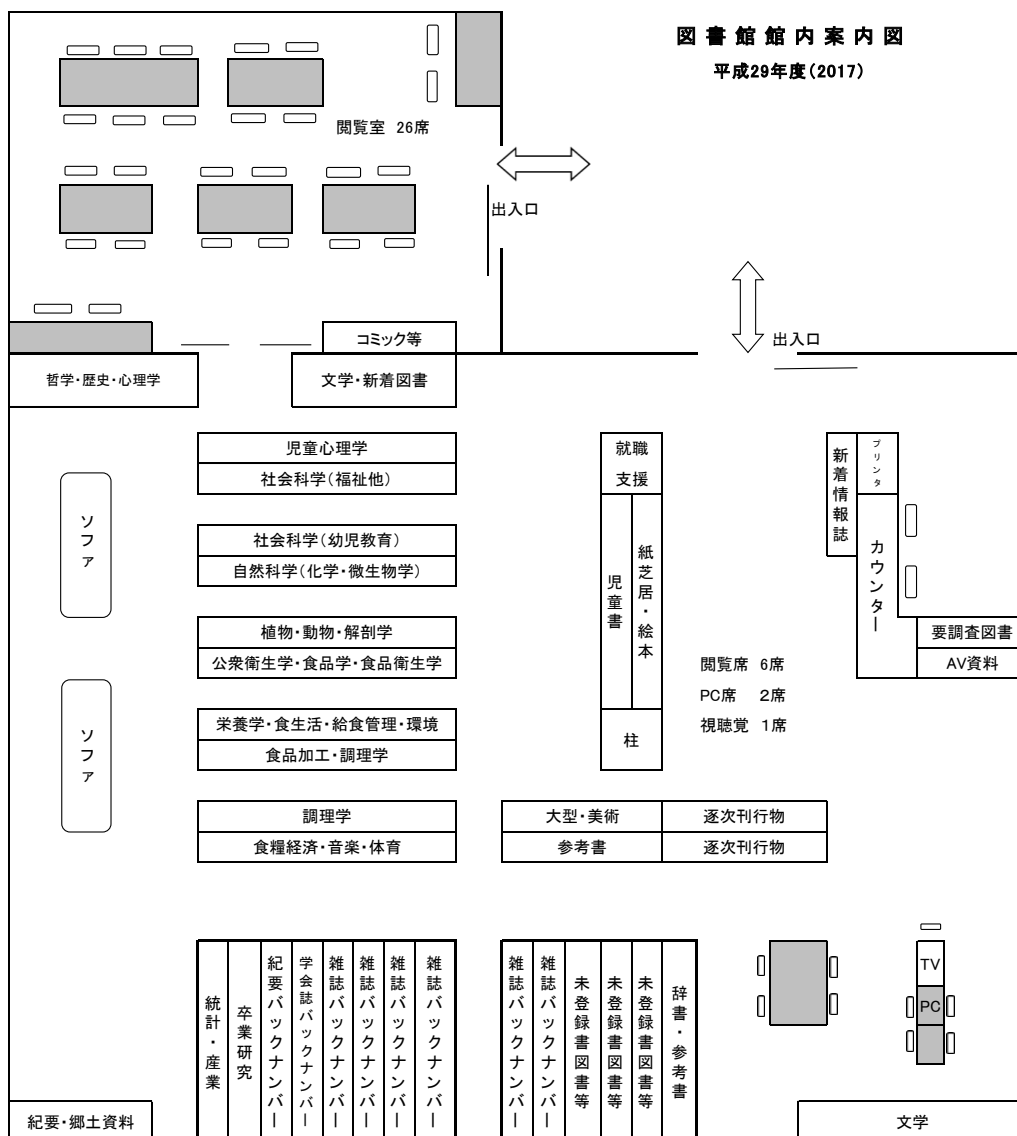 図書館館内案内図
平成29年度(2017)
閲覧室 26席
出入口
出入口
コミック等
哲学・歴史・心理学
文学・新着図書
児童心理学
社会科学(福祉他)
社会科学(幼児教育)
自然科学(化学・微生物学)
植物・動物・解剖学
公衆衛生学・食品学・食品衛生学
栄養学・食生活・給食管理・環境
食品加工・調理学
調理学
食糧経済・音楽・体育
ソファ
ソファ
就職
支援
児童書
紙芝居・絵本
柱
新着情報誌
プリンタ
カウンター
要調査図書
AV資料
閲覧席 6席
PC席 2席
視聴覚 1席
大型・美術
逐次刊行物
参考書
逐次刊行物
統計・産業
卒業研究
紀要バックナンバー
学会誌バックナンバー
雑誌バックナンバー
雑誌バックナンバー
雑誌バックナンバー
雑誌バックナンバー
雑誌バックナンバー
雑誌バックナンバー
未登録書図書等
未登録書図書等
未登録書図書等
辞書・参考書
TV
PC
紀要・郷土資料
文学